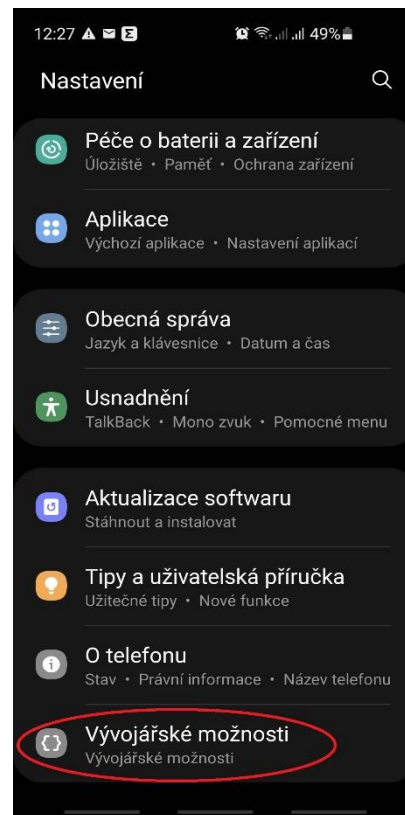 12:27 49%
Nastavení
Péče o baterii a zařízení
Úložiště • Paměť • Ochrana zařízení
Aplikace
Výchozí aplikace • Nastavení aplikací
Obecná správa
Jazyk a klávesnice • Datum a čas
Usnadnění
TalkBack • Mono zvuk • Pomocné menu
Aktualizace softwaru
Stáhnout a instalovat
Tipy a uživatelská příručka
Užitečné tipy • Nové funkce
O telefonu
Stav • Právní informace • Název telefonu
Vývojářské možnosti
Vývojářské možnosti